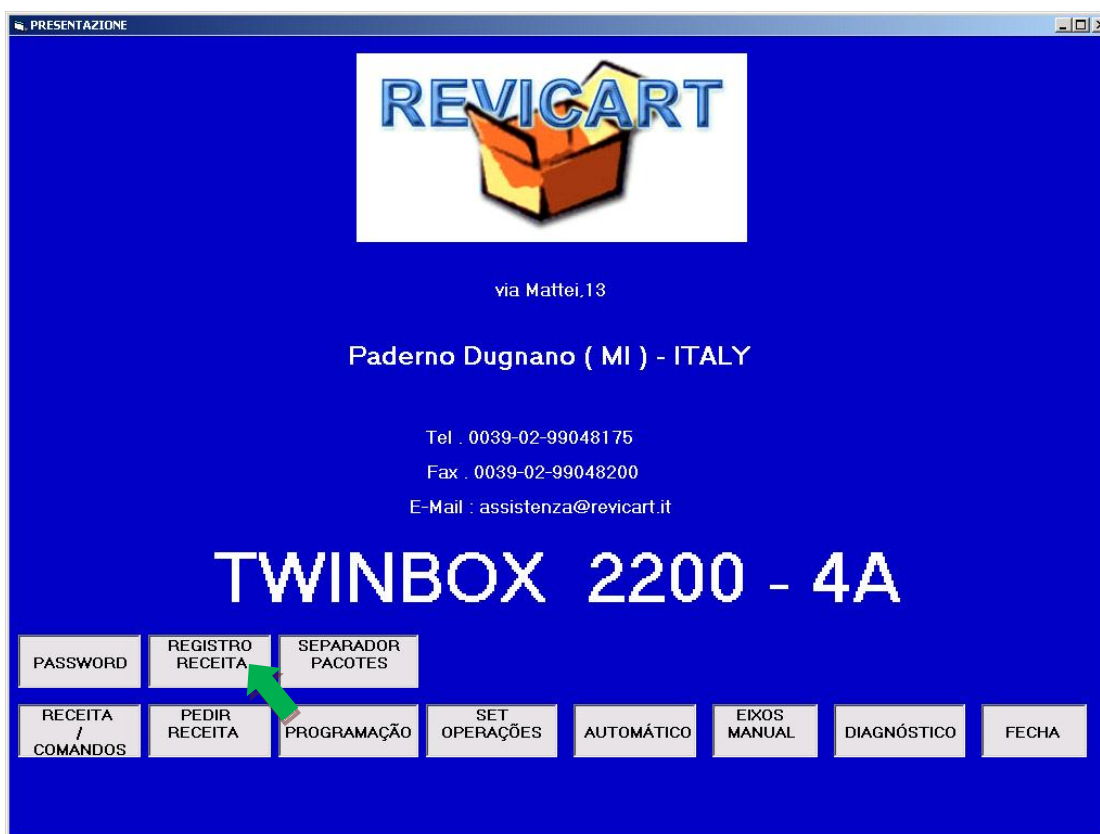 PRESENTAZIONE
REVICART
via Mattei,13
Paderno Dugnano ( MI ) - ITALY
Tel . 0039-02-99048175
Fax . 0039-02-99048200
E-Mail : assistenza@revicart.it
TWINBOX 2200 - 4A
PASSWORD
REGISTRO
RECEITA
SEPARADOR
PACOTES
RECEITA
/
COMANDOS
PEDIR
RECEITA
PROGRAMAÇÃO
SET
OPERAÇÕES
AUTOMÁTICO
EIXOS
MANUAL
DIAGNÓSTICO
FECHA